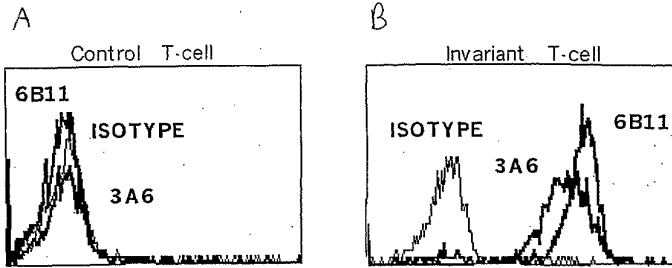 A
Control T-cell
6B11
ISOTYPE
3A6
B
Invariant T-cell
ISOTYPE
3A6
6B11